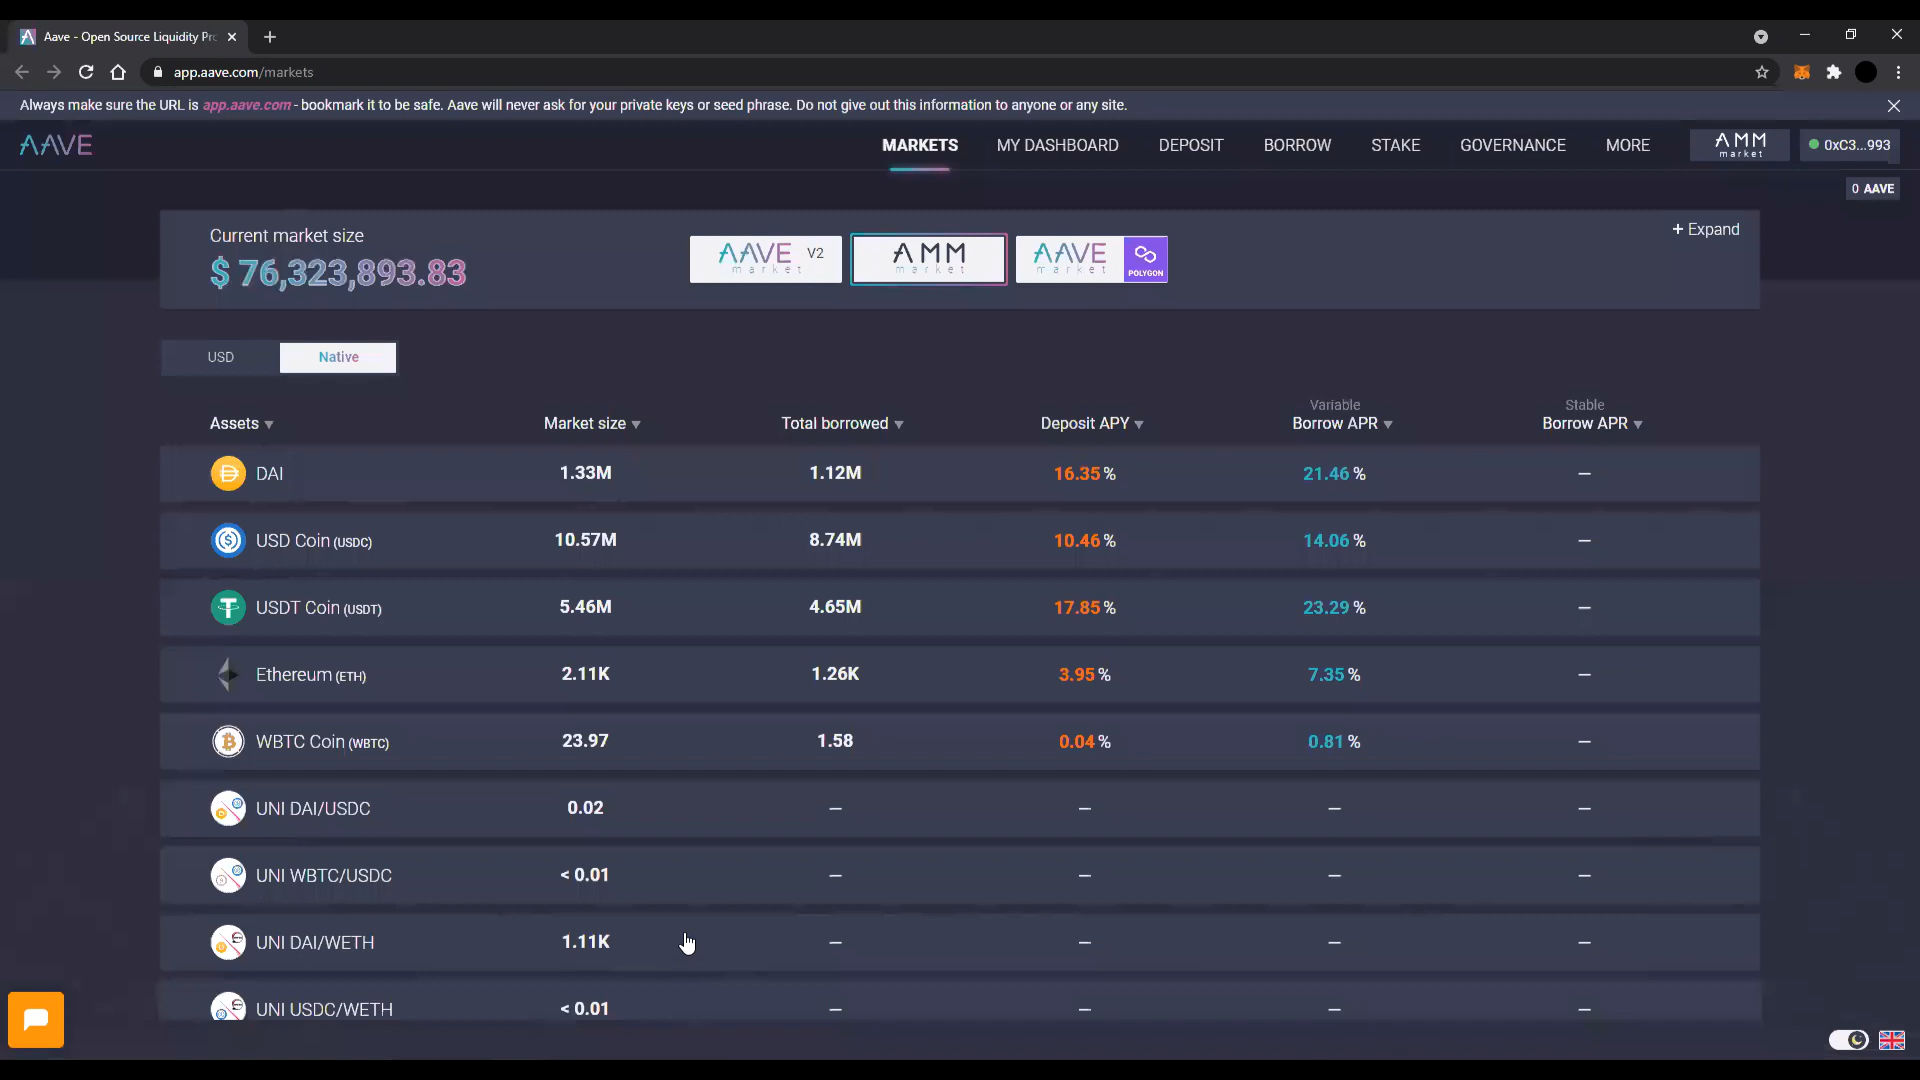 Aave - Open Source Liquidity Pro
app.aave.com/markets
Always make sure the URL is app.aave.com - bookmark it to be safe. Aave will never ask for your private keys or seed phrase. Do not give out this information to anyone or any site.
AAVE MARKETS MY DASHBOARD DEPOSIT BORROW STAKE GOVERNANCE MORE AMM market 0xC3...993
0 AAVE
Current market size
$ 76,323,893.83
AAVE market V2
AMM market
AAVE market POLYGON
+ Expand
USD Native
Assets Market size Total borrowed Deposit APY Variable Borrow APR Stable Borrow APR
DAI 1.33M 1.12M 16.35 % 21.46 % —
USD Coin (USDC) 10.57M 8.74M 10.46 % 14.06 % —
USDT Coin (USDT) 5.46M 4.65M 17.85 % 23.29 % —
Ethereum (ETH) 2.11K 1.26K 3.95 % 7.35 % —
WBTC Coin (WBTC) 23.97 1.58 0.04 % 0.81 % —
UNI DAI/USDC 0.02 — — — —
UNI WBTC/USDC < 0.01 — — — —
UNI DAI/WETH 1.11K — — — —
UNI USDC/WETH < 0.01 — — — —